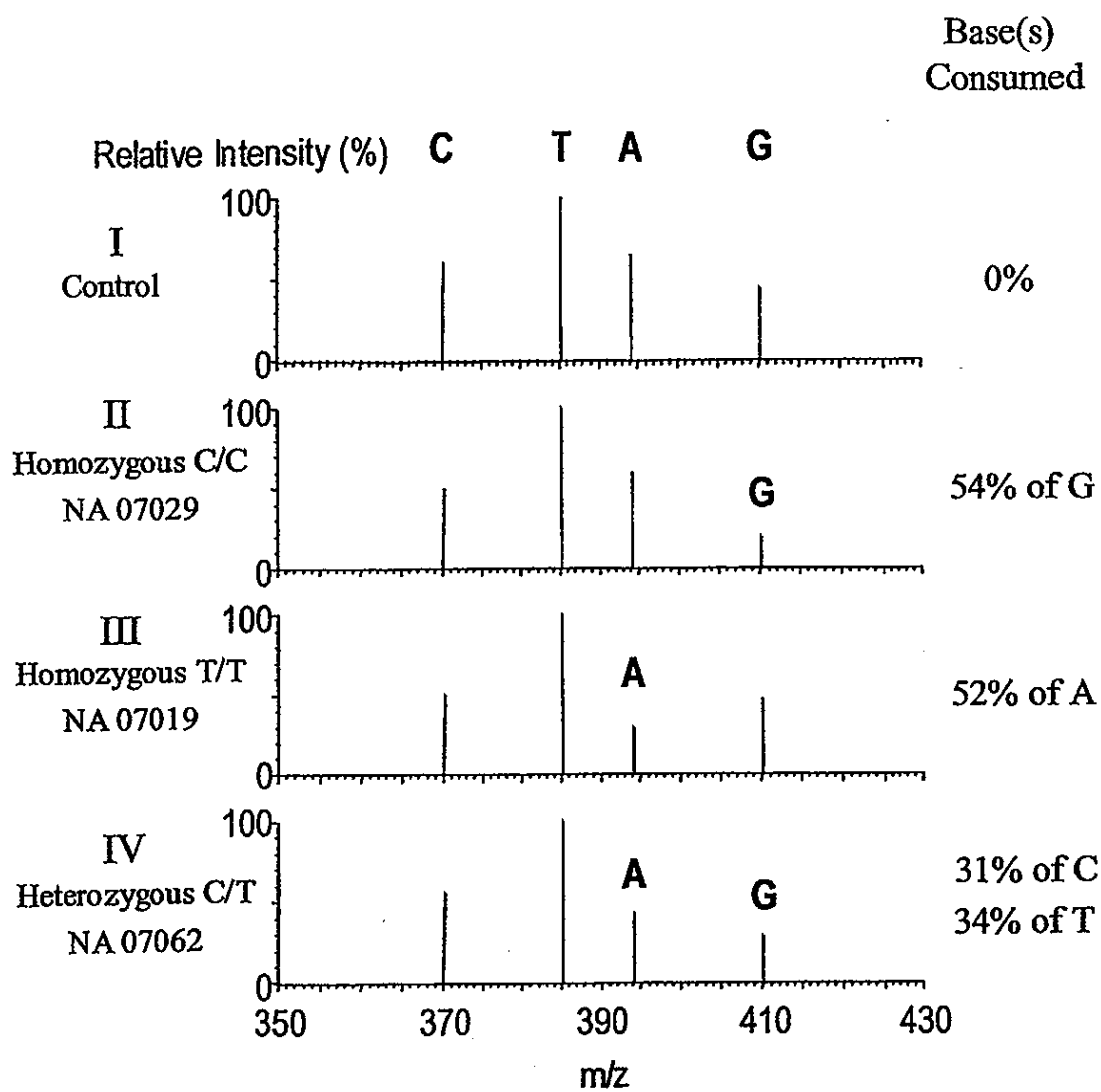 Base(s)
Consumed
Relative Intensity (%) C T A G
100
I
Control
0%
0
II
100
Homozygous C/C
NA 07029
G
54% of G
0
III
100
Homozygous T/T
NA 07019
A
52% of A
0
IV
100
Heterozygous C/T
NA 07062
A
G
31% of C
34% of T
0
350 370 390 410 430
m/z